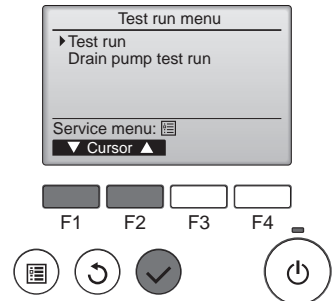 Test run menu
Test run
Drain pump test run
Service menu:
▼ Cursor ▲
F1 F2 F3 F4